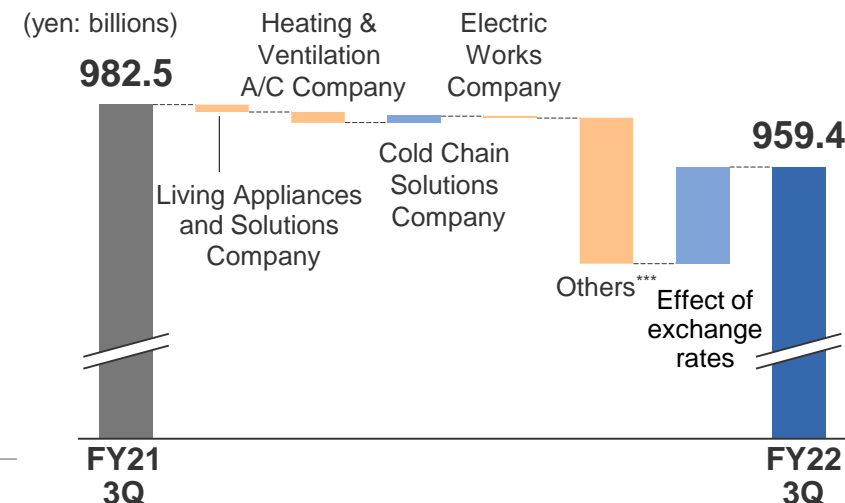 (yen: billions)
982.5
Heating &
Ventilation
A/C Company
Electric
Works
Company
959.4
Living Appliances
and Solutions
Company
Cold Chain
Solutions
Company
Others***
Effect of
exchange
rates
FY21
3Q
FY22
3Q